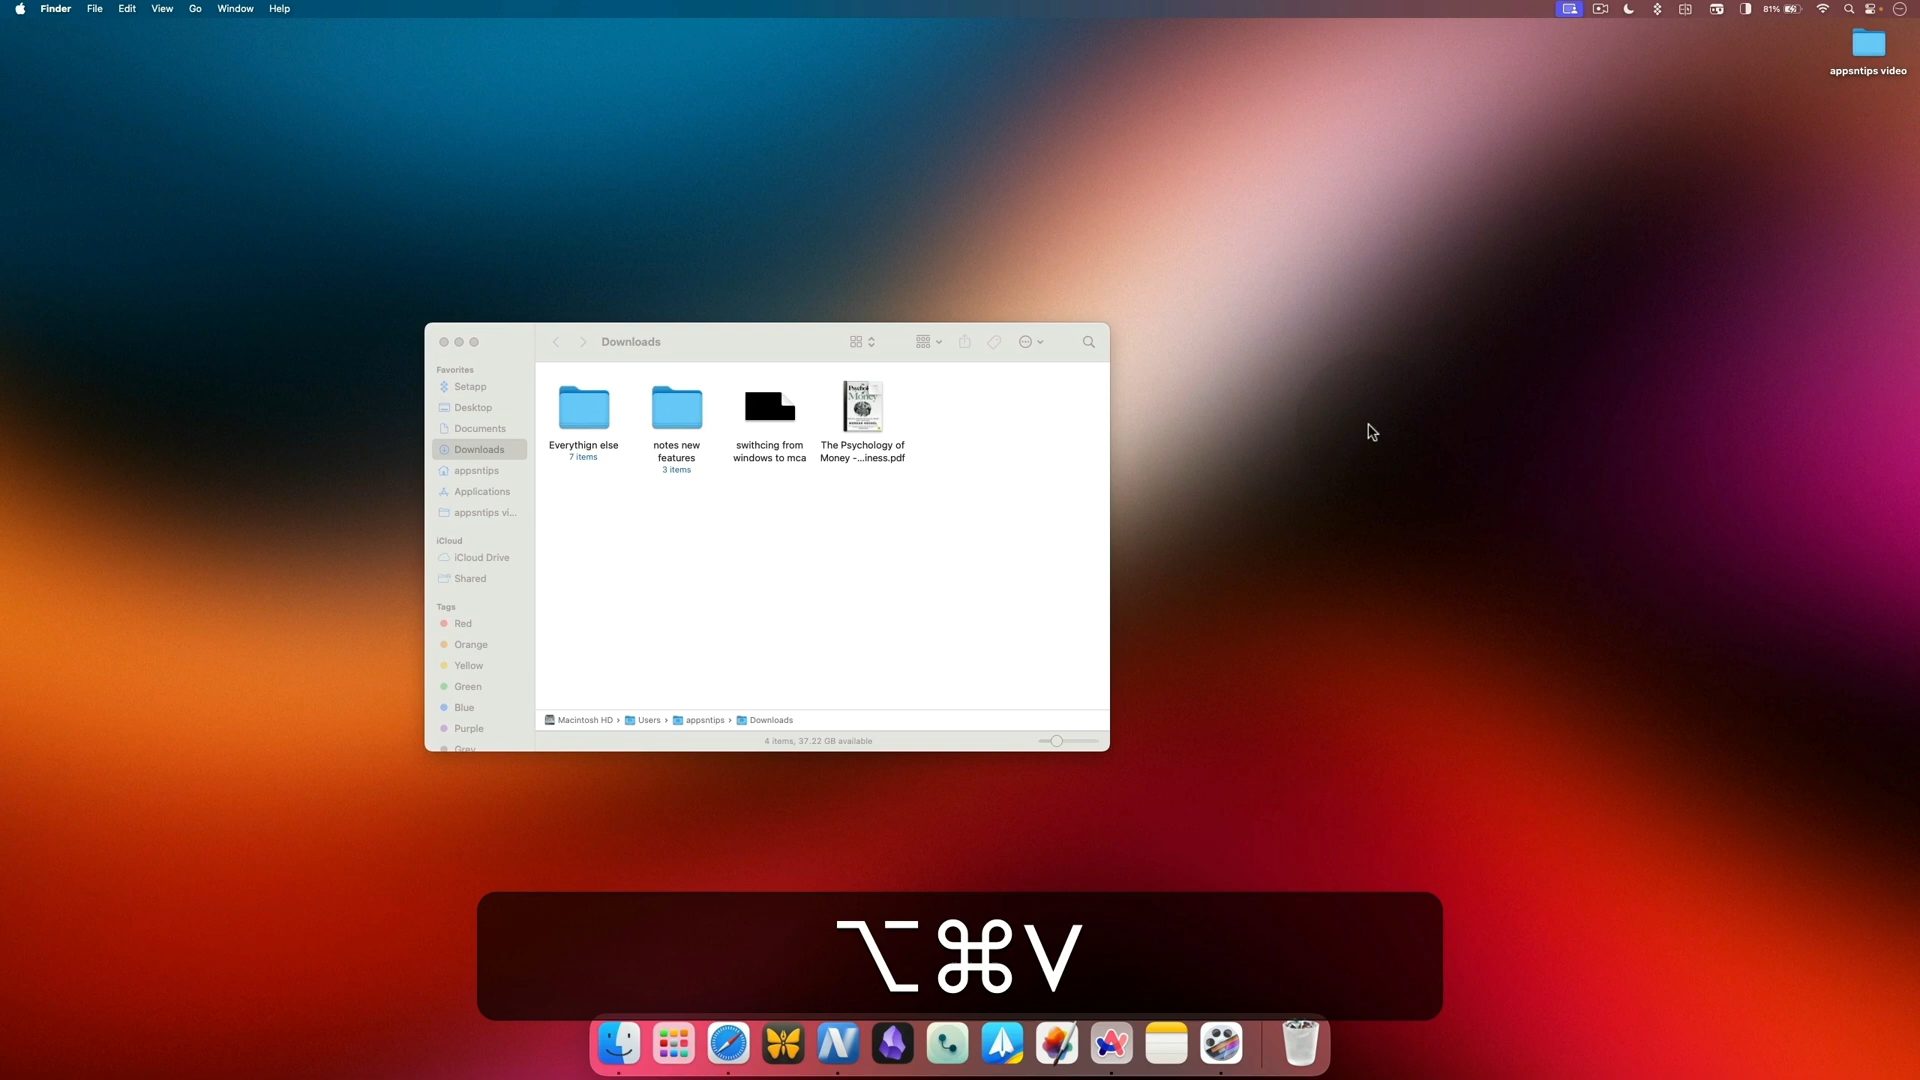 Finder File Edit View Go Window Help
81%
appsntips video
Downloads
Favorites
Setapp
Desktop
Documents
Downloads
appsntips
Applications
appsntips vi...
iCloud
iCloud Drive
Shared
Tags
Red
Orange
Yellow
Green
Blue
Purple
Grey
Everythign else
7 items
notes new
features
3 items
swithcing from
windows to mca
The Psychology of
Money -...iness.pdf
Macintosh HD › Users › appsntips › Downloads
4 items, 37.22 GB available
⌥⌘V